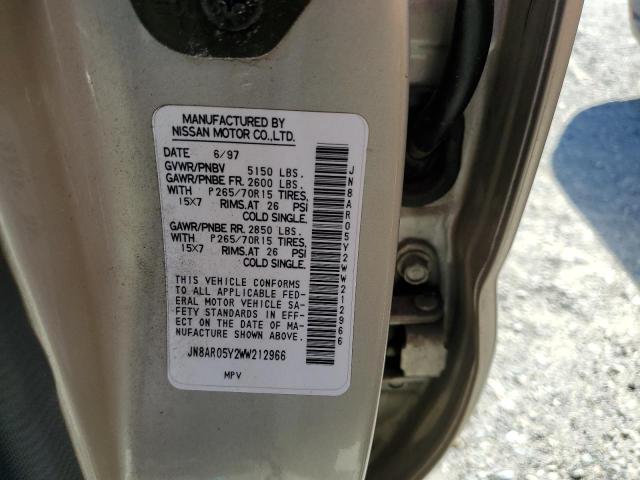 MANUFACTURED BY
NISSAN MOTOR CO.,LTD.
DATE 6/97
GVWR/PNBV 5150 LBS.
GAWR/PNBE FR. 2600 LBS.
WITH P265/70R15 TIRES,
15X7 RIMS.AT 26 PSI
COLD SINGLE.
GAWR/PNBE RR. 2850 LBS.
WITH P265/70R15 TIRES,
15X7 RIMS.AT 26 PSI
COLD SINGLE.
THIS VEHICLE CONFORMS
TO ALL APPLICABLE FED-
ERAL MOTOR VEHICLE SA-
FETY STANDARDS IN EFF-
ECT ON THE DATE OF MA-
NUFACTURE SHOWN ABOVE.
JN8AR05Y2WW212966
MPV
JN8AR05Y2WW212966